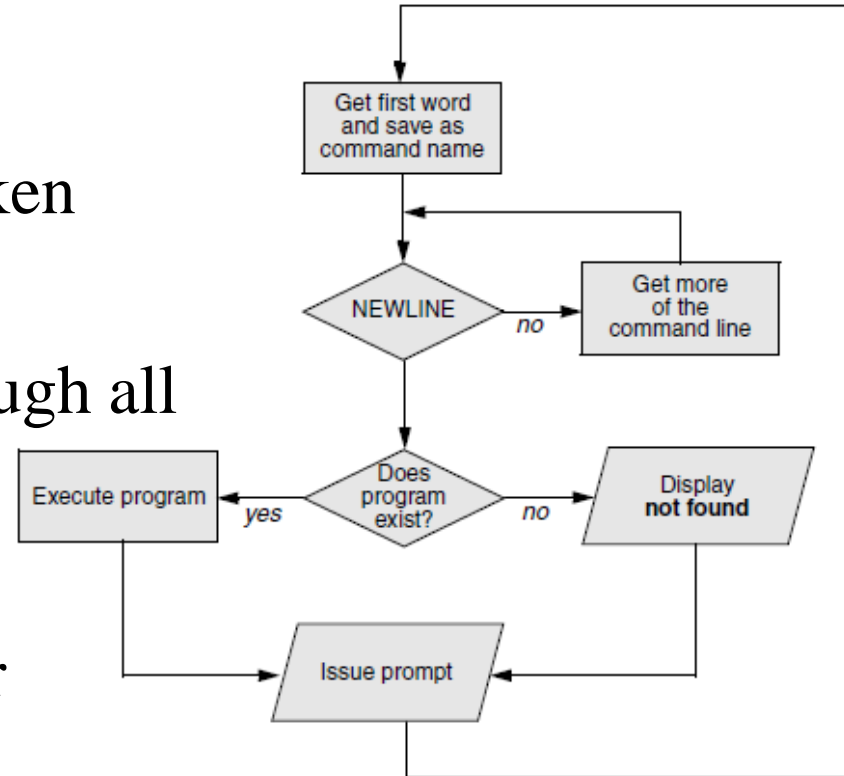 Get first word
and save as
command name
ken
NEWLINE
no
Get more
of the
command line
ugh all
Execute program
yes
Does
program
exist?
no
Display
not found
r
Issue prompt